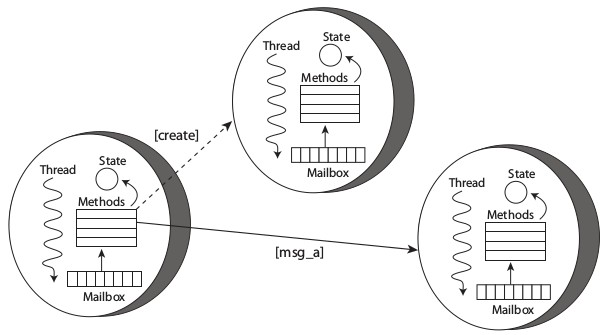 State
Thread
Methods
Mailbox
[create]
State
Thread
Methods
Mailbox
[msg_a]
State
Thread
Methods
Mailbox